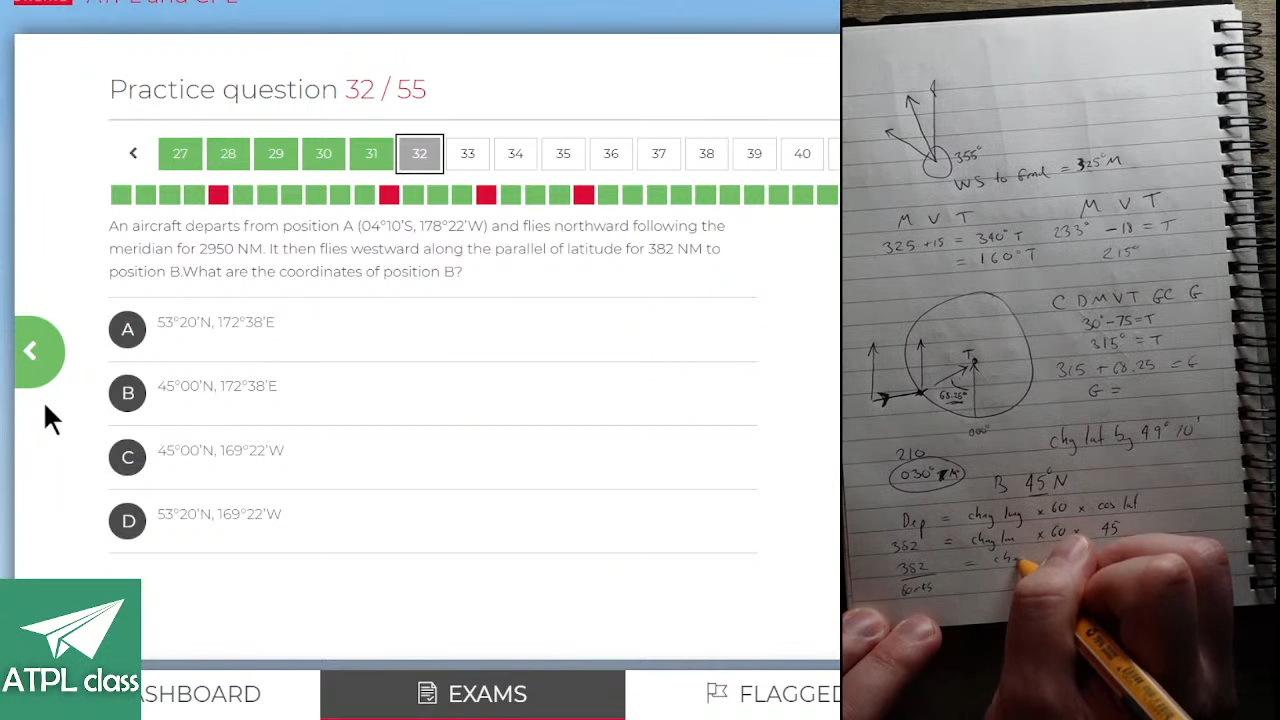 ATPL and CPL
Practice question 32 / 55
27 28 29 30 31 32 33 34 35 36 37 38 39 40
An aircraft departs from position A (04°10'S, 178°22'W) and flies northward following the
meridian for 2950 NM. It then flies westward along the parallel of latitude for 382 NM to
position B.What are the coordinates of position B?
A 53°20'N, 172°38'E
B 45°00'N, 172°38'E
C 45°00'N, 169°22'W
D 53°20'N, 169°22'W
ATPL class
DASHBOARD
EXAMS
FLAGGED
355°
WS to Gmd = 325°M
M V T
325 +15 = 340°T
= 160°T
M V T
233° -18 = T
215°
C D M V T GC G
30°-75=T
315° = T
315 + 68.25 = G
G =
T
68.25°
000°
chg lat by 49°10'
210
030°
B 45°N
Dep = chng long × 60 × cos lat
382 = chng lon × 60 × 45
382 =